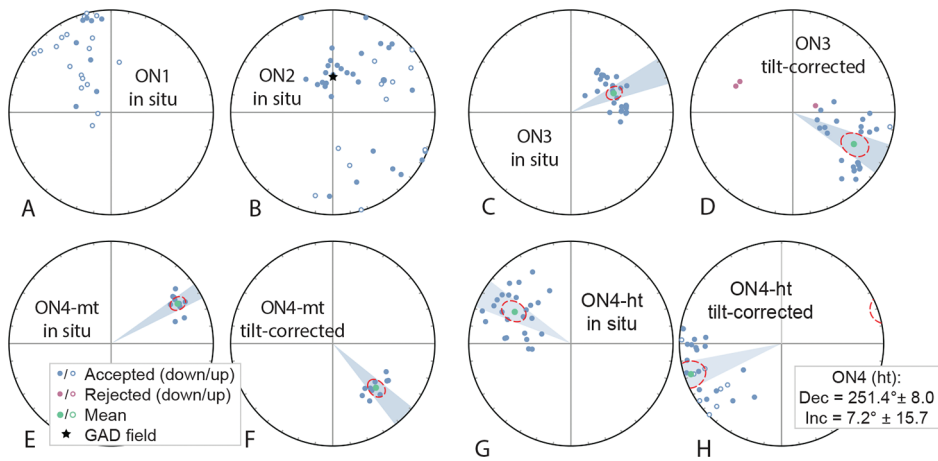 ON1
in situ
A
ON2
in situ
B
ON3
in situ
C
ON3
tilt-corrected
D
ON4-mt
in situ
E
●/○ Accepted (down/up)
●/○ Rejected (down/up)
●/○ Mean
★ GAD field
ON4-mt
tilt-corrected
F
ON4-ht
in situ
G
ON4-ht
tilt-corrected
H
ON4 (ht):
Dec = 251.4°± 8.0
Inc = 7.2° ± 15.7